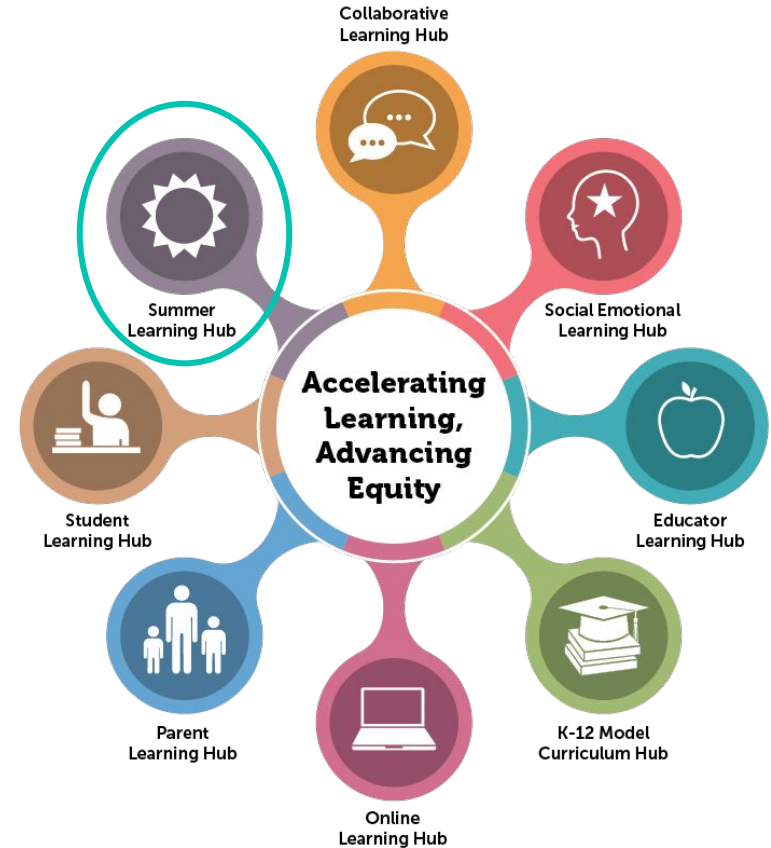 Collaborative
Learning Hub
Summer
Learning Hub
Social Emotional
Learning Hub
Accelerating
Learning,
Advancing
Equity
Student
Learning Hub
Educator
Learning Hub
Parent
Learning Hub
K-12 Model
Curriculum Hub
Online
Learning Hub